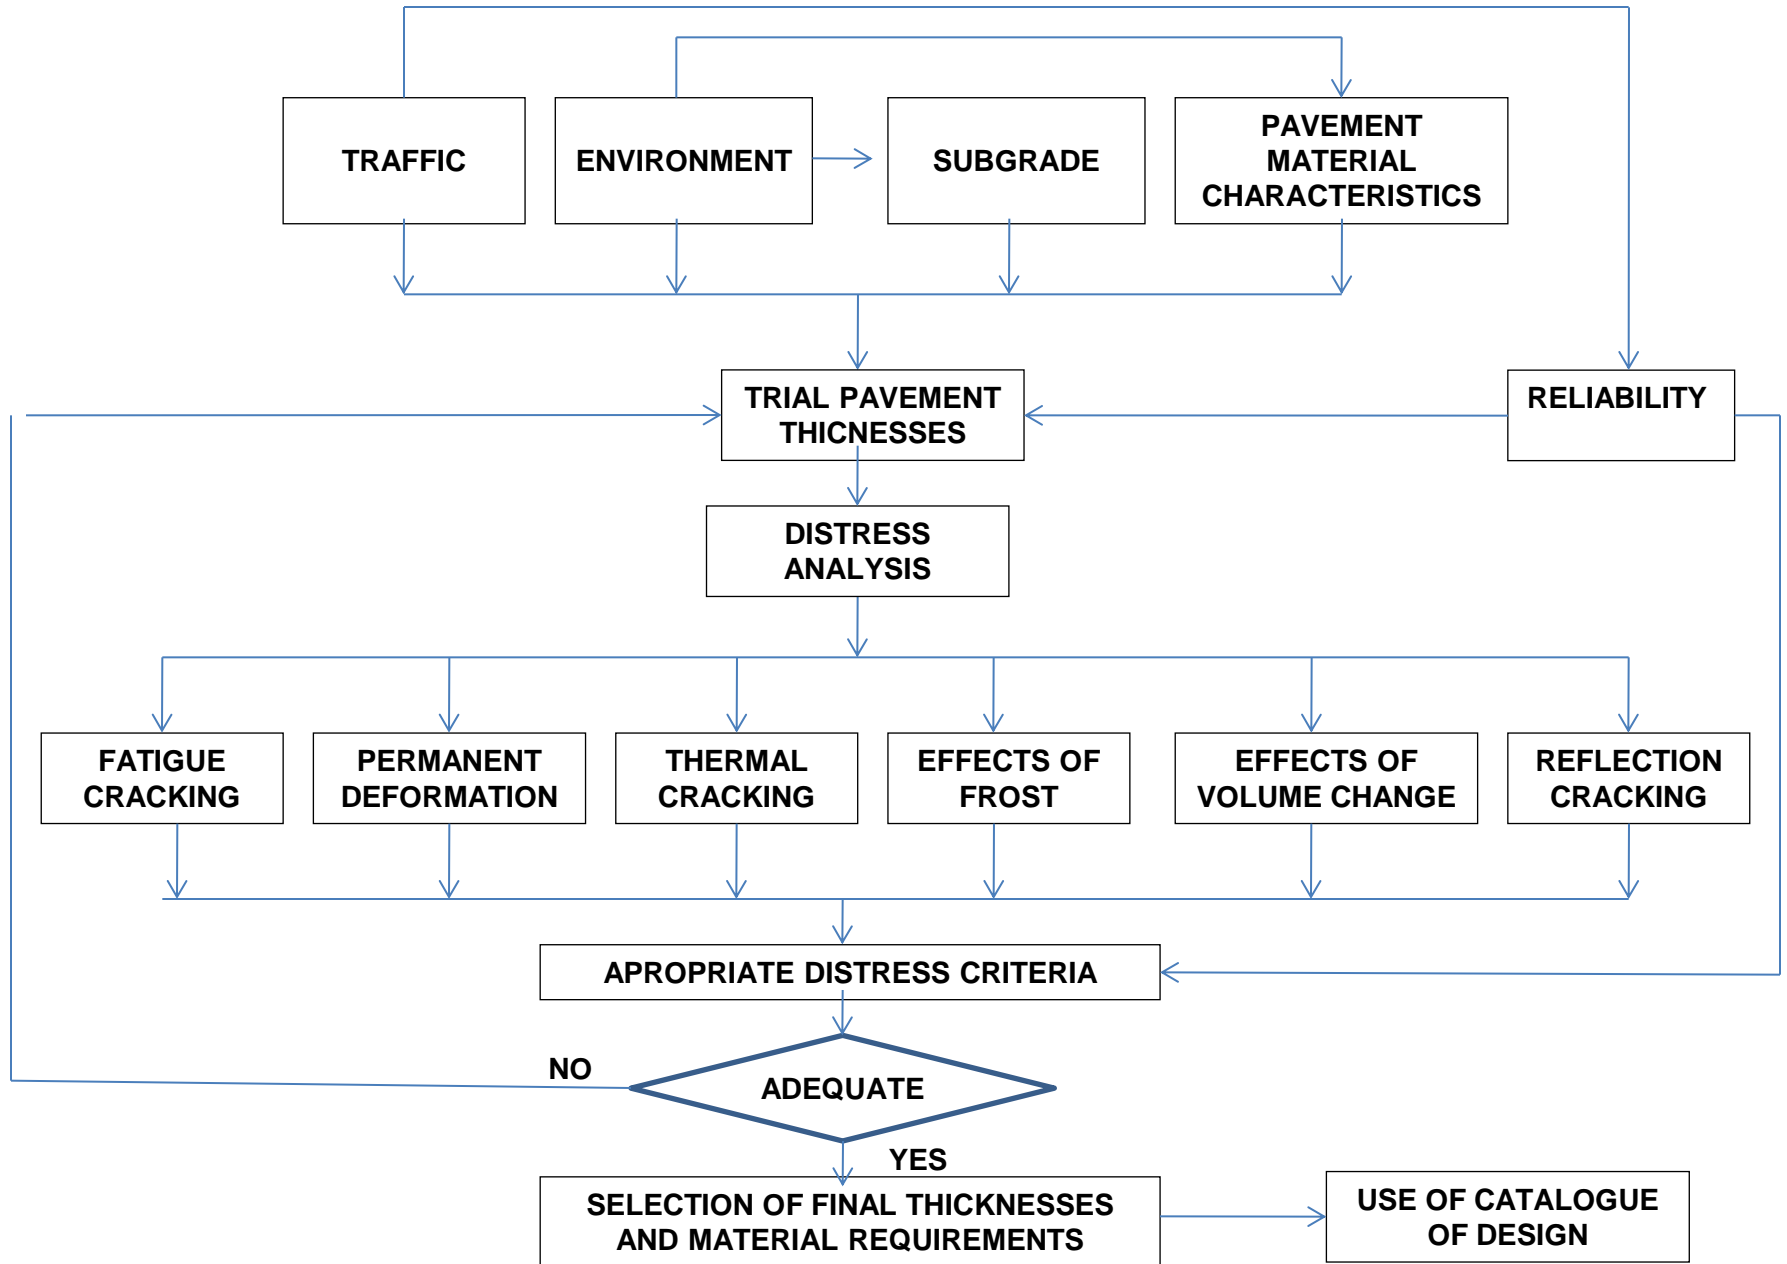 TRAFFIC
ENVIRONMENT
SUBGRADE
PAVEMENT
MATERIAL
CHARACTERISTICS
TRIAL PAVEMENT
THICNESSES
RELIABILITY
DISTRESS
ANALYSIS
FATIGUE
CRACKING
PERMANENT
DEFORMATION
THERMAL
CRACKING
EFFECTS OF
FROST
EFFECTS OF
VOLUME CHANGE
REFLECTION
CRACKING
APROPRIATE DISTRESS CRITERIA
NO
ADEQUATE
YES
SELECTION OF FINAL THICKNESSES
AND MATERIAL REQUIREMENTS
USE OF CATALOGUE
OF DESIGN